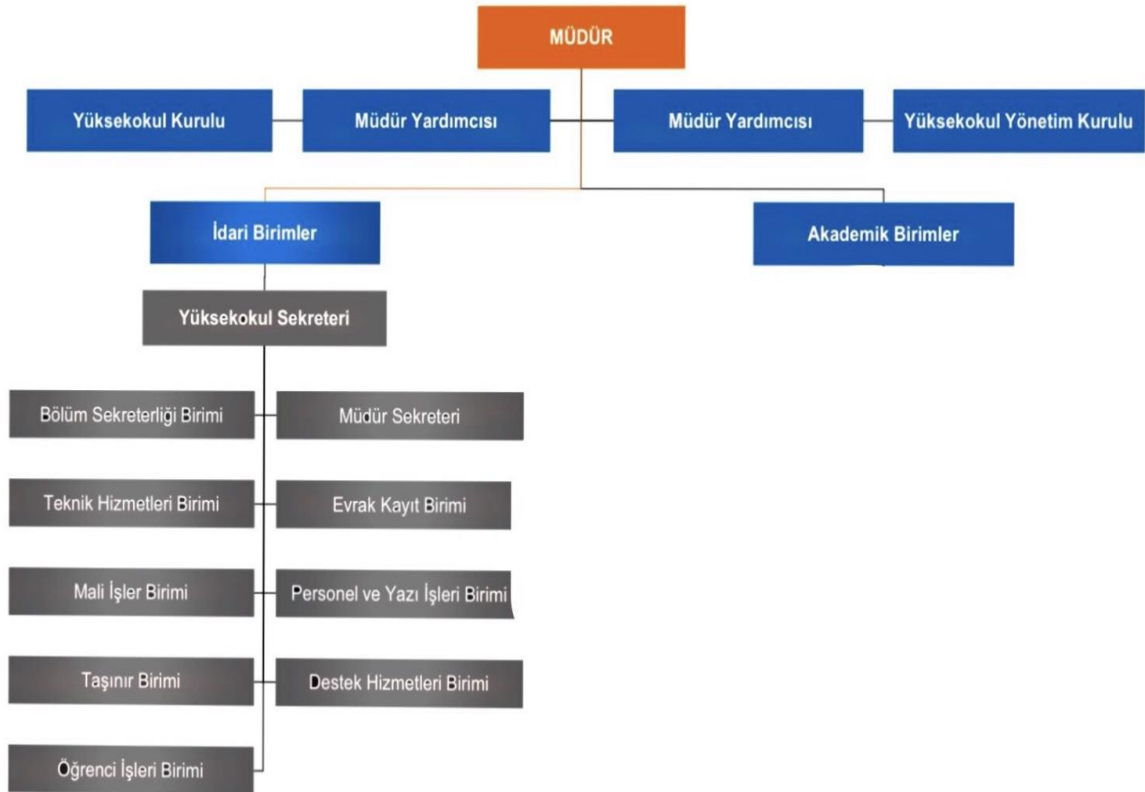 MÜDÜR
Yüksekokul Kurulu
Müdür Yardımcısı
Müdür Yardımcısı
Yüksekokul Yönetim Kurulu
İdari Birimler
Akademik Birimler
Yüksekokul Sekreteri
Bölüm Sekreterliği Birimi
Müdür Sekreteri
Teknik Hizmetleri Birimi
Evrak Kayıt Birimi
Mali İşler Birimi
Personel ve Yazı İşleri Birimi
Taşınır Birimi
Destek Hizmetleri Birimi
Öğrenci İşleri Birimi